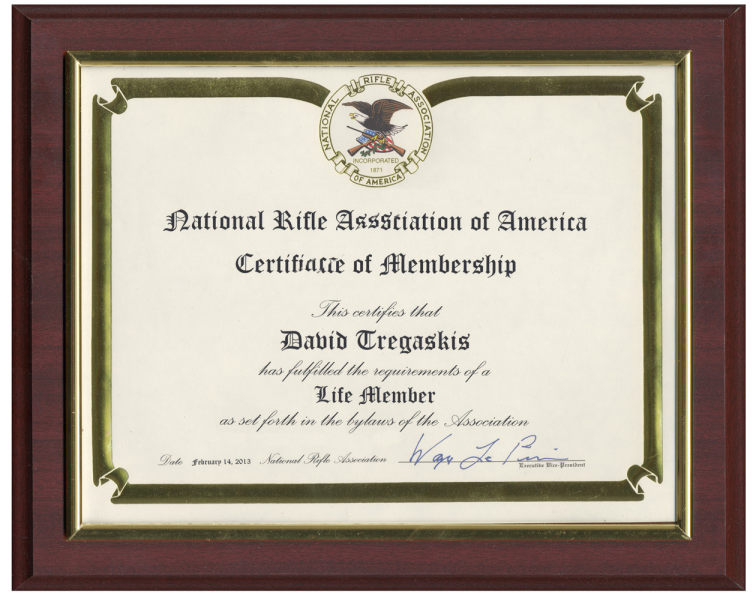 NATIONAL RIFLE ASSOCIATION
INCORPORATED
1871
OF AMERICA
National Rifle Assstiation of America
Certificate of Membership
This certifies that
David Tregaskis
has fulfilled the requirements of a
Life Member
as set forth in the bylaws of the Association
Date February 14, 2013 National Rifle Association
Executive Vice-President